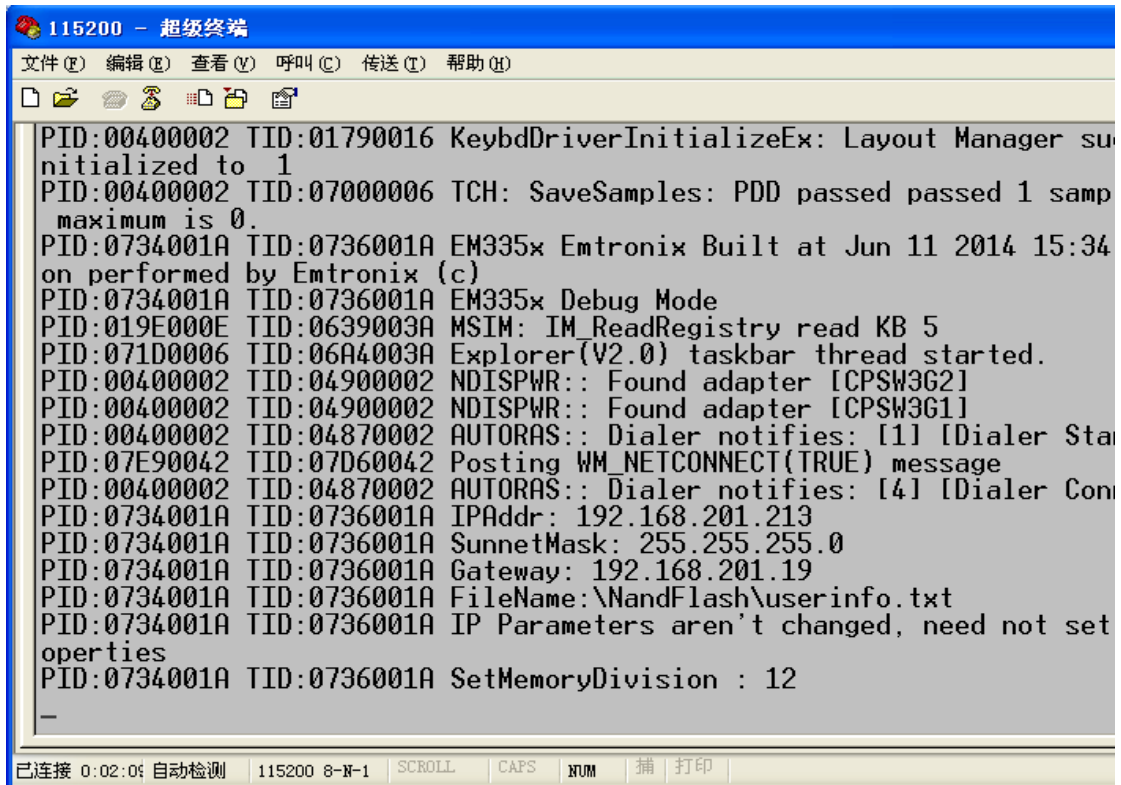 115200 - 超级终端
文件(F) 编辑(E) 查看(V) 呼叫(C) 传送(T) 帮助(H)
PID:00400002 TID:01790016 KeybdDriverInitializeEx: Layout Manager su
nitialized to  1
PID:00400002 TID:07000006 TCH: SaveSamples: PDD passed passed 1 samp
 maximum is 0.
PID:0734001A TID:0736001A EM335x Emtronix Built at Jun 11 2014 15:34
on performed by Emtronix (c)
PID:0734001A TID:0736001A EM335x Debug Mode
PID:019E000E TID:0639003A MSIM: IM_ReadRegistry read KB 5
PID:071D0006 TID:06A4003A Explorer(V2.0) taskbar thread started.
PID:00400002 TID:04900002 NDISPWR:: Found adapter [CPSW3G2]
PID:00400002 TID:04900002 NDISPWR:: Found adapter [CPSW3G1]
PID:00400002 TID:04870002 AUTORAS:: Dialer notifies: [1] [Dialer Sta
PID:07E90042 TID:07D60042 Posting WM_NETCONNECT(TRUE) message
PID:00400002 TID:04870002 AUTORAS:: Dialer notifies: [4] [Dialer Con
PID:0734001A TID:0736001A IPAddr: 192.168.201.213
PID:0734001A TID:0736001A SunnetMask: 255.255.255.0
PID:0734001A TID:0736001A Gateway: 192.168.201.19
PID:0734001A TID:0736001A FileName:\NandFlash\userinfo.txt
PID:0734001A TID:0736001A IP Parameters aren't changed, need not set
operties
PID:0734001A TID:0736001A SetMemoryDivision : 12
_
已连接 0:02:09 自动检测 115200 8-N-1 SCROLL CAPS NUM 捕 打印